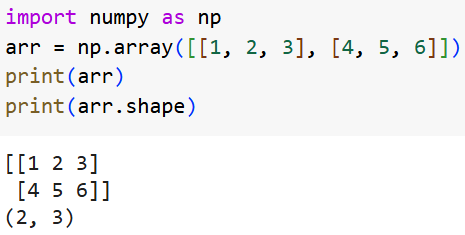 import numpy as np
arr = np.array([[1, 2, 3], [4, 5, 6]])
print(arr)
print(arr.shape)
[[1 2 3]
 [4 5 6]]
(2, 3)